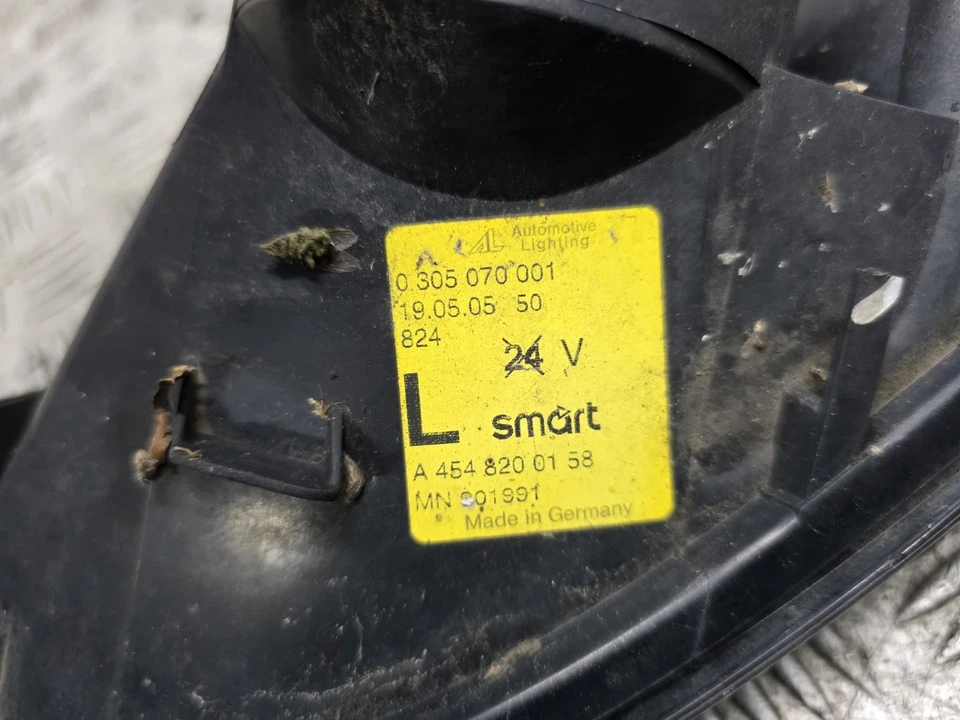 AL Automotive
Lighting
0 305 070 001
19.05.05 50
824
24 V
L smart
A 454 820 01 58
MN 901991
Made in Germany